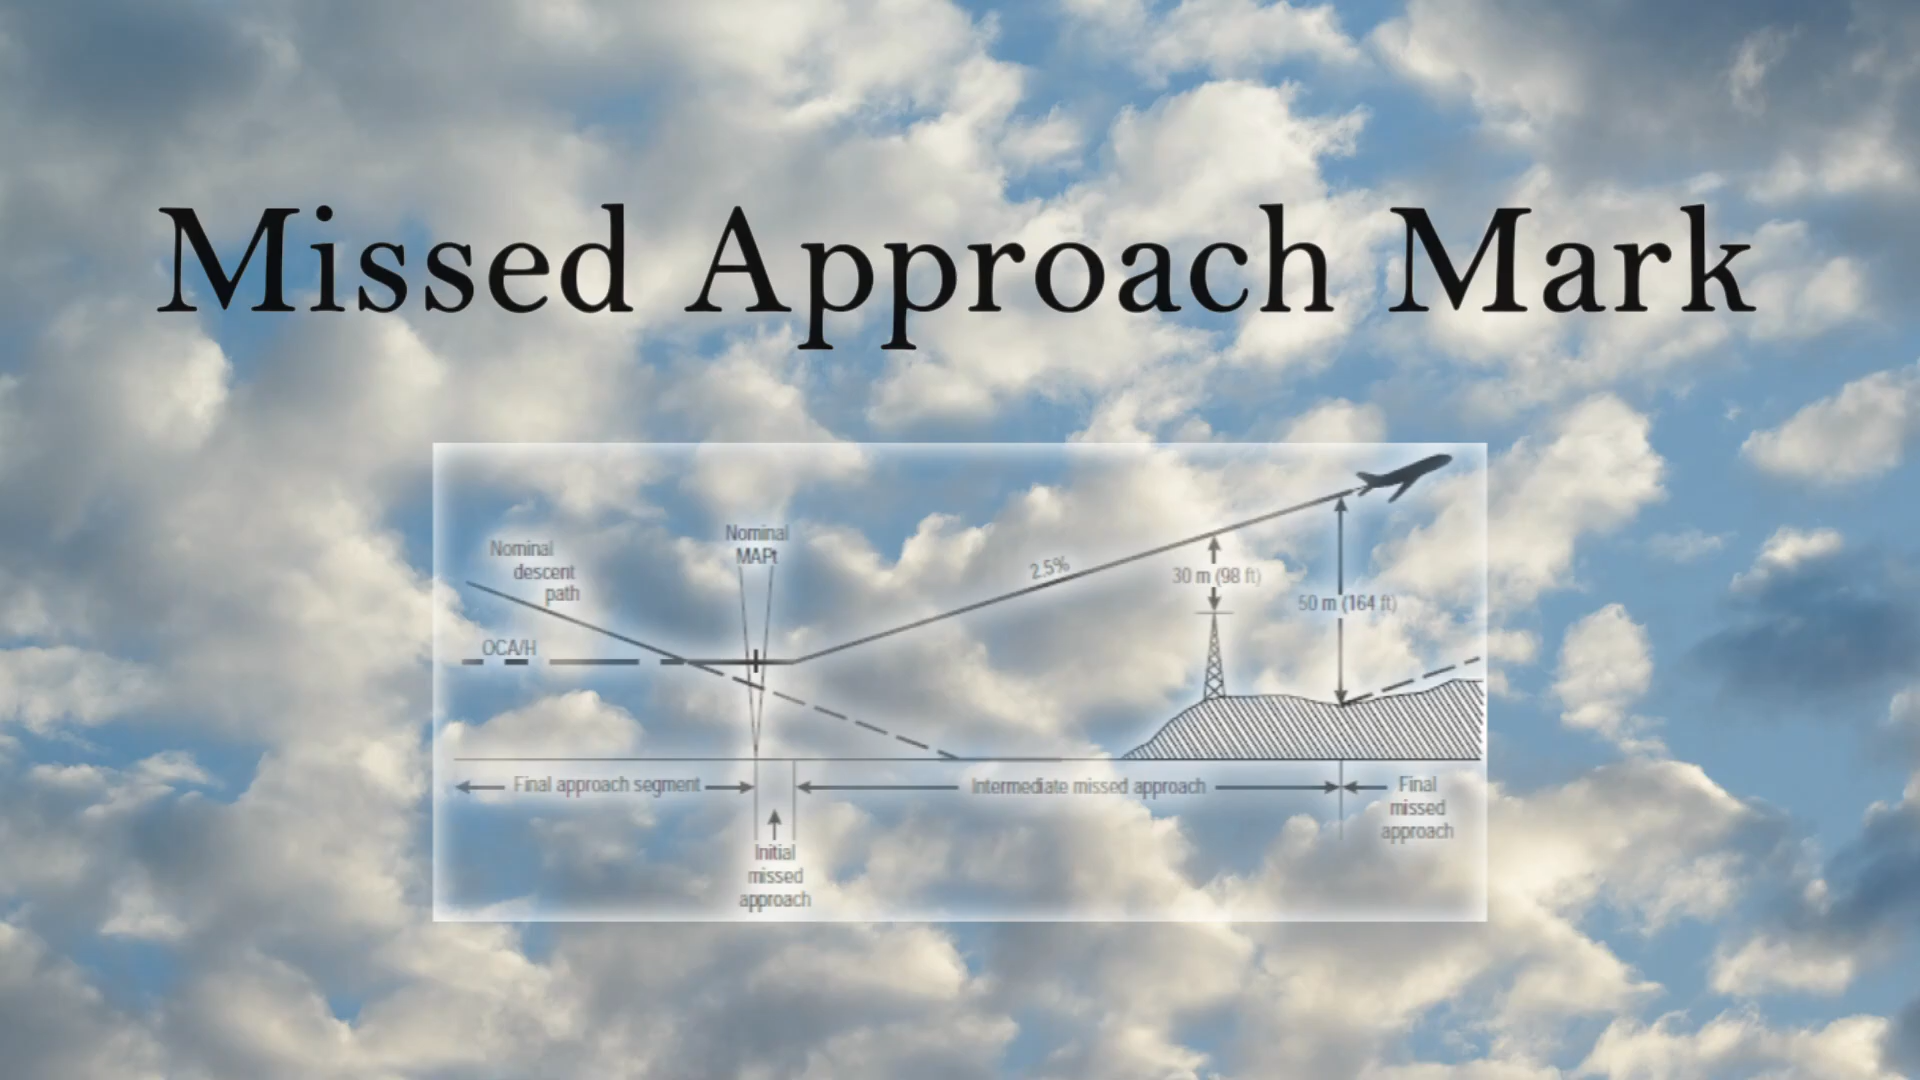 Missed Approach Mark
Nominal
MAPt
Nominal
descent
path
2.5%
30 m (98 ft)
50 m (164 ft)
OCA/H
Final approach segment
Intermediate missed approach
Final
missed
approach
Initial
missed
approach